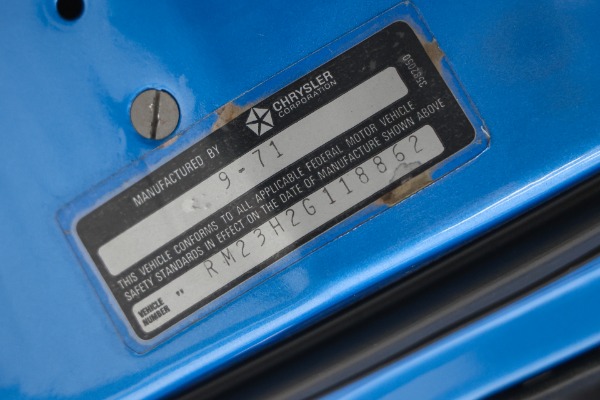 MANUFACTURED BY
CHRYSLER
CORPORATION
3582050
9-71
THIS VEHICLE CONFORMS TO ALL APPLICABLE FEDERAL MOTOR VEHICLE
SAFETY STANDARDS IN EFFECT ON THE DATE OF MANUFACTURE SHOWN ABOVE
VEHICLE
NUMBER
" RM23H2G118862